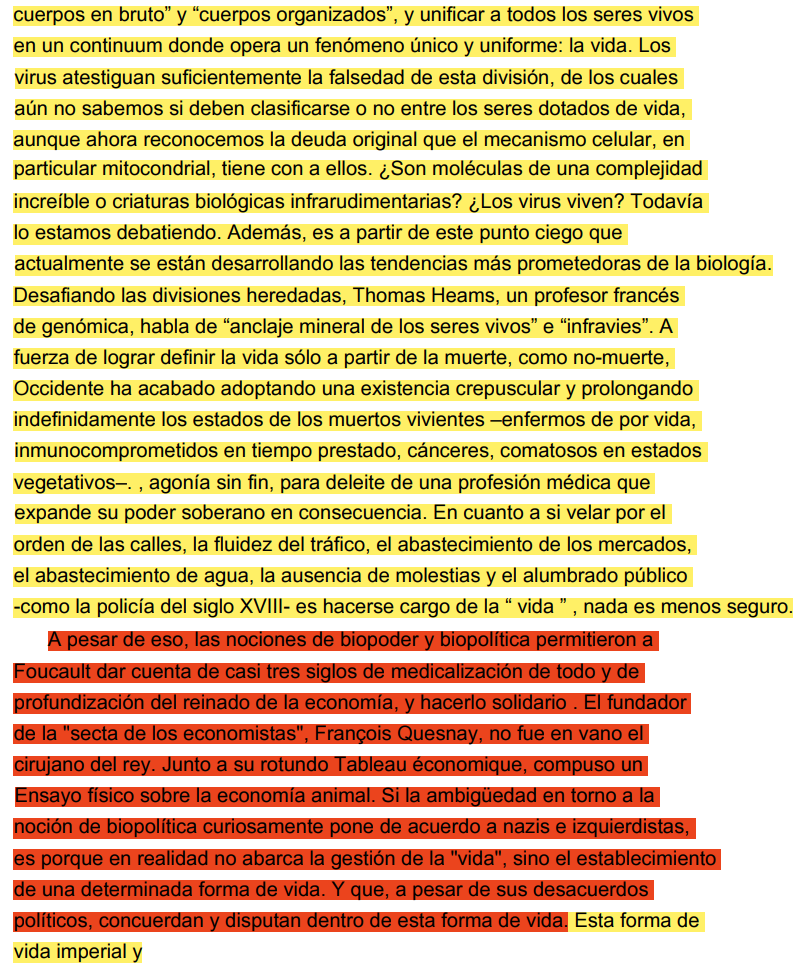 cuerpos en bruto” y “cuerpos organizados”, y unificar a todos los seres vivos
en un continuum donde opera un fenómeno único y uniforme: la vida. Los
virus atestiguan suficientemente la falsedad de esta división, de los cuales
aún no sabemos si deben clasificarse o no entre los seres dotados de vida,
aunque ahora reconocemos la deuda original que el mecanismo celular, en
particular mitocondrial, tiene con a ellos. ¿Son moléculas de una complejidad
increíble o criaturas biológicas infrarudimentarias? ¿Los virus viven? Todavía
lo estamos debatiendo. Además, es a partir de este punto ciego que
actualmente se están desarrollando las tendencias más prometedoras de la biología.
Desafiando las divisiones heredadas, Thomas Heams, un profesor francés
de genómica, habla de “anclaje mineral de los seres vivos” e “infravies”. A
fuerza de lograr definir la vida sólo a partir de la muerte, como no-muerte,
Occidente ha acabado adoptando una existencia crepuscular y prolongando
indefinidamente los estados de los muertos vivientes –enfermos de por vida,
inmunocomprometidos en tiempo prestado, cánceres, comatosos en estados
vegetativos–. , agonía sin fin, para deleite de una profesión médica que
expande su poder soberano en consecuencia. En cuanto a si velar por el
orden de las calles, la fluidez del tráfico, el abastecimiento de los mercados,
el abastecimiento de agua, la ausencia de molestias y el alumbrado público
-como la policía del siglo XVIII- es hacerse cargo de la “ vida ” , nada es menos seguro.
A pesar de eso, las nociones de biopoder y biopolítica permitieron a
Foucault dar cuenta de casi tres siglos de medicalización de todo y de
profundización del reinado de la economía, y hacerlo solidario . El fundador
de la "secta de los economistas", François Quesnay, no fue en vano el
cirujano del rey. Junto a su rotundo Tableau économique, compuso un
Ensayo físico sobre la economía animal. Si la ambigüedad en torno a la
noción de biopolítica curiosamente pone de acuerdo a nazis e izquierdistas,
es porque en realidad no abarca la gestión de la "vida", sino el establecimiento
de una determinada forma de vida. Y que, a pesar de sus desacuerdos
políticos, concuerdan y disputan dentro de esta forma de vida. Esta forma de
vida imperial y